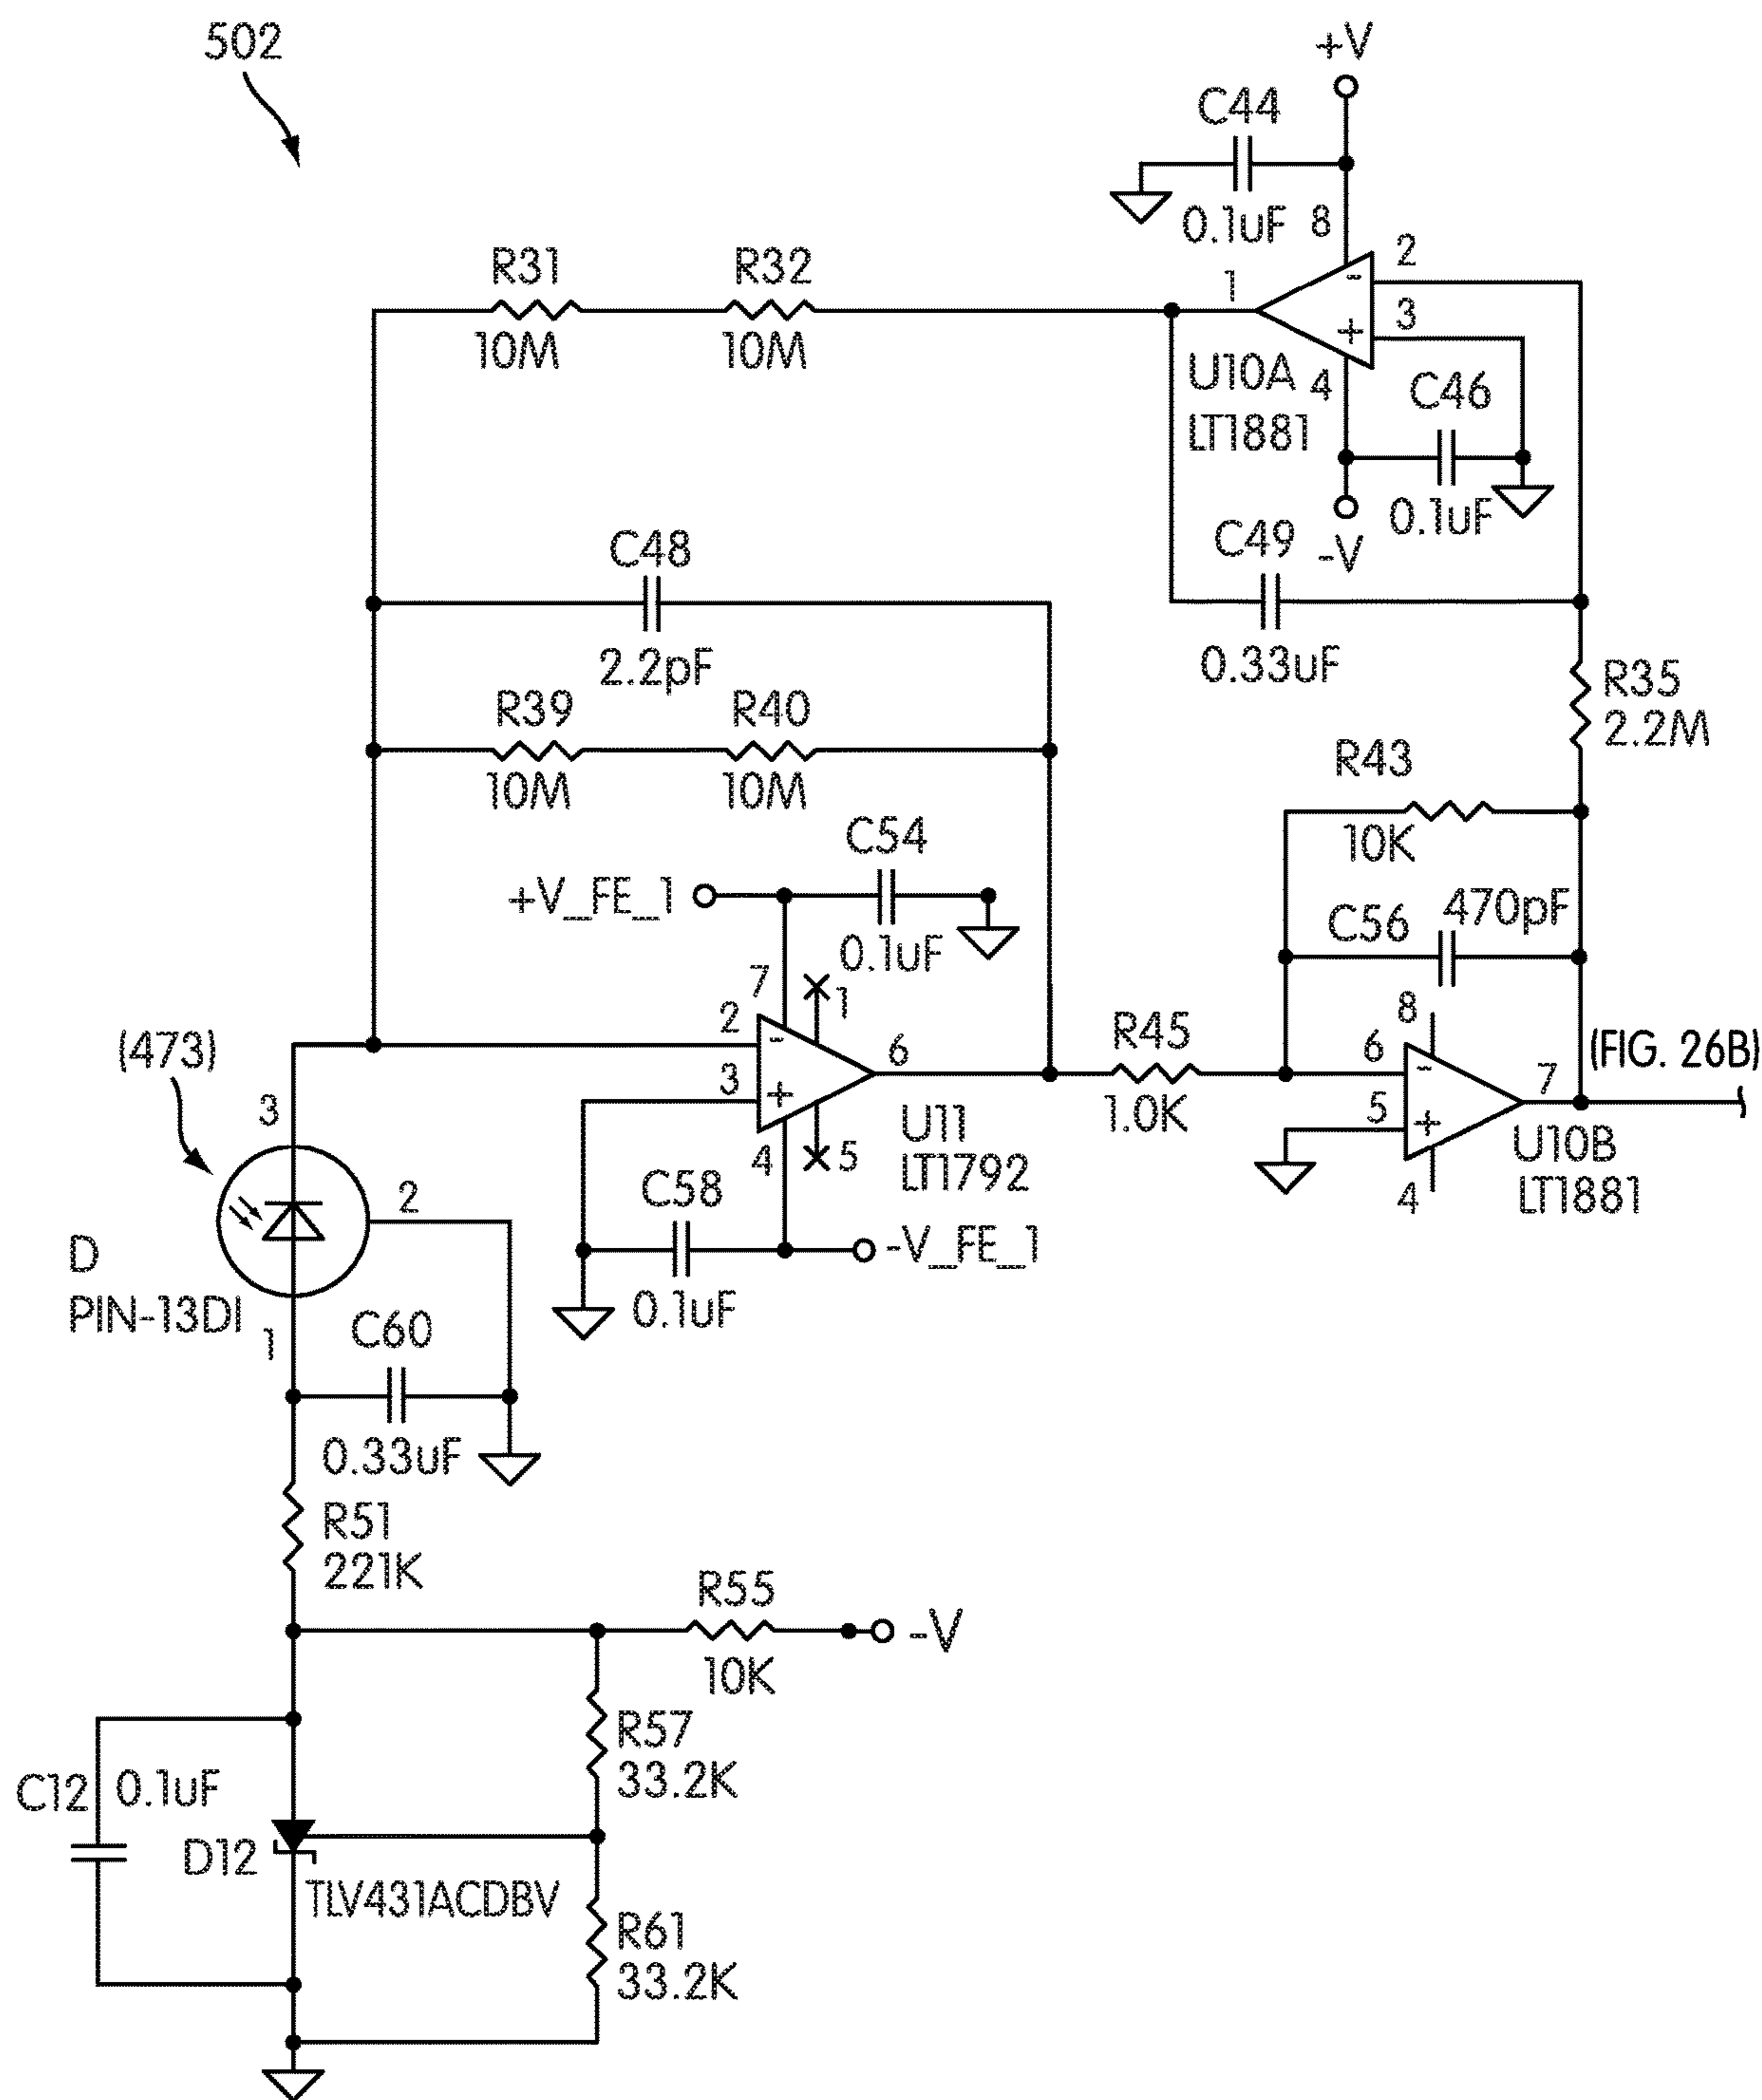 502
+V
C44
0.1uF
8
2
1
3
R31
R32
10M
10M
U10A
LT1881
4
C46
0.1uF
-V
C49
0.33uF
C48
2.2pF
R35
2.2M
R39
R40
10M
10M
R43
10K
C54
+V_FE_1
0.1uF
C56
470pF
7
1
2
3
6
4
5
U11
LT1792
R45
1.0K
8
6
5
7
4
(FIG. 26B)
U10B
LT1881
(473)
3
2
D
PIN-13DI
1
C58
0.1uF
-V_FE_1
C60
0.33uF
R51
221K
R55
10K
-V
R57
33.2K
C12
0.1uF
D12
TLV431ACDBV
R61
33.2K